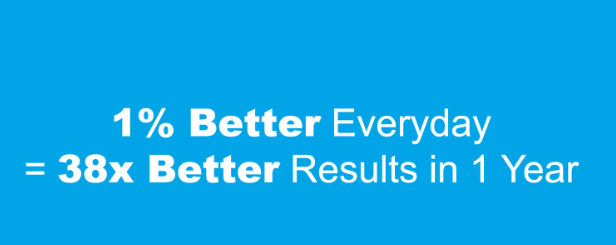 1% Better Everyday
= 38x Better Results in 1 Year